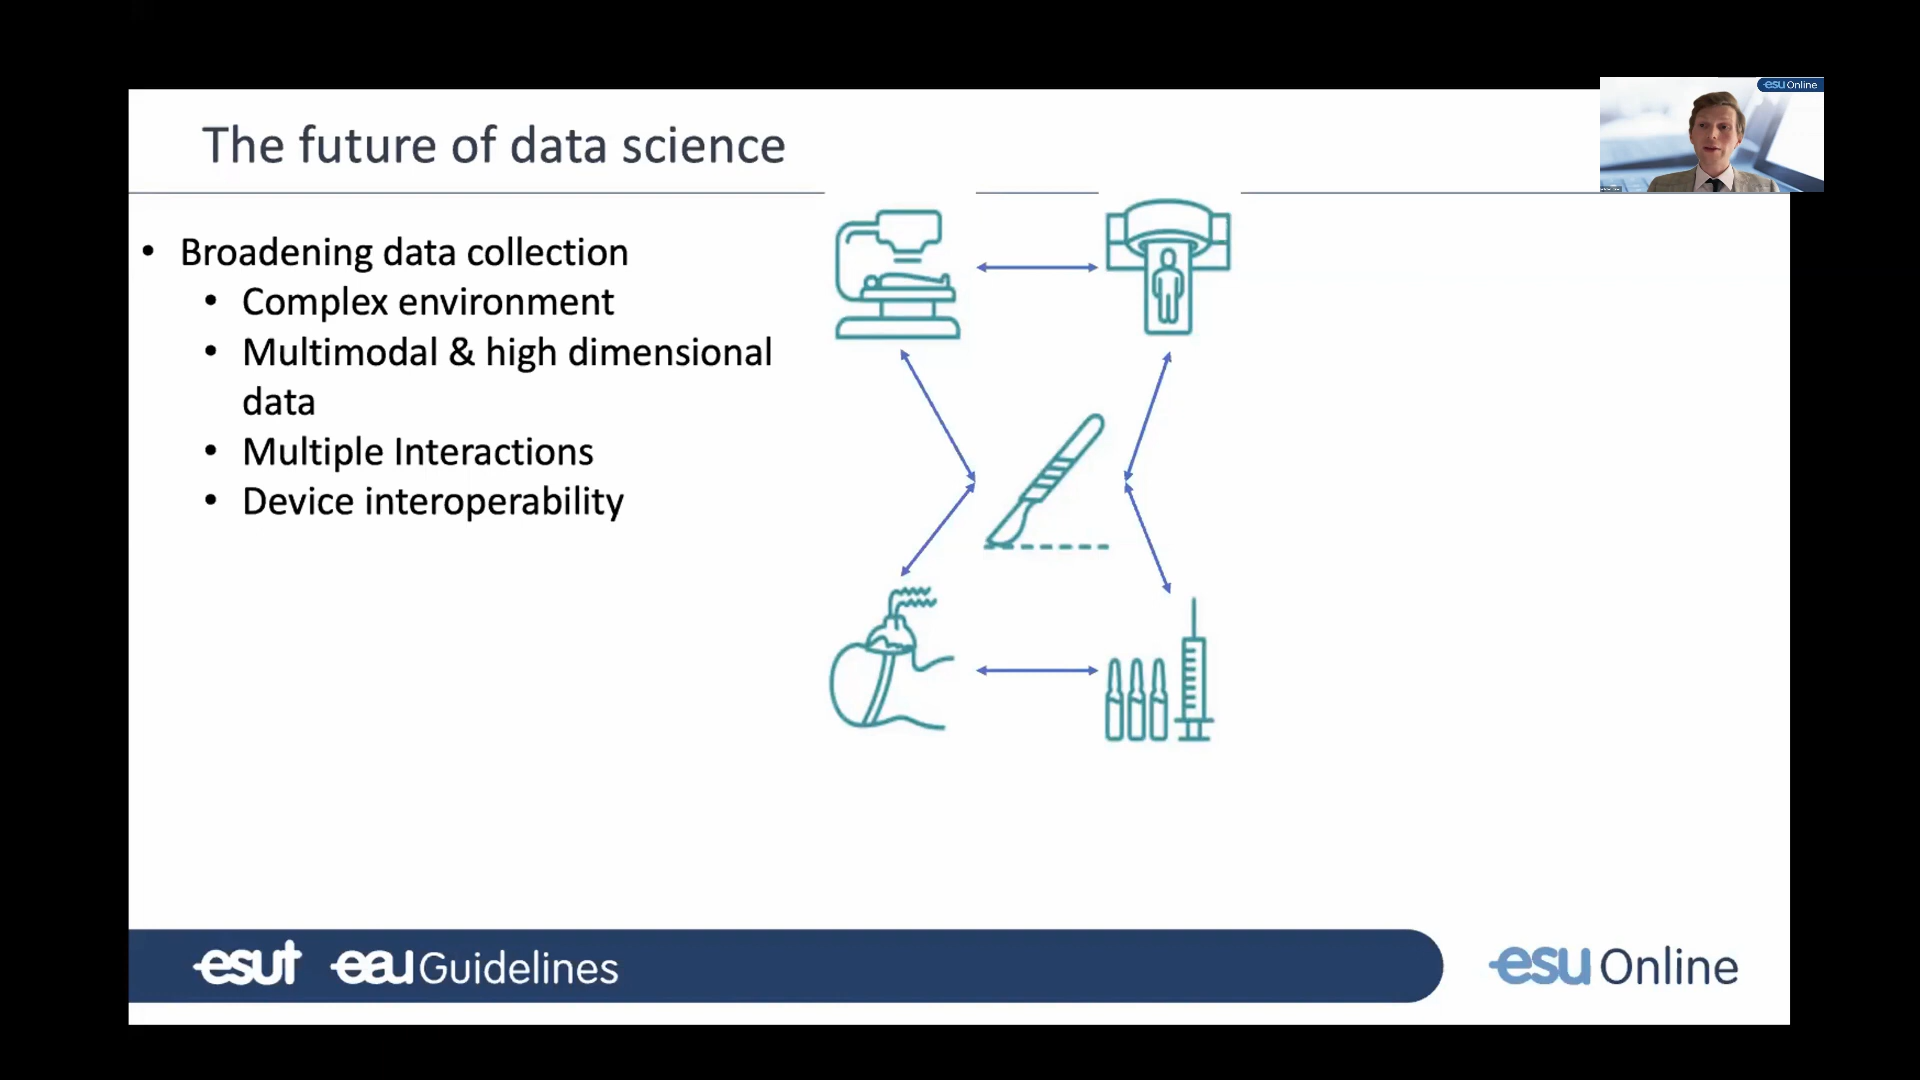 esu Online
The future of data science
• Broadening data collection
• Complex environment
• Multimodal & high dimensional
data
• Multiple Interactions
• Device interoperability
esut eau Guidelines
esu Online